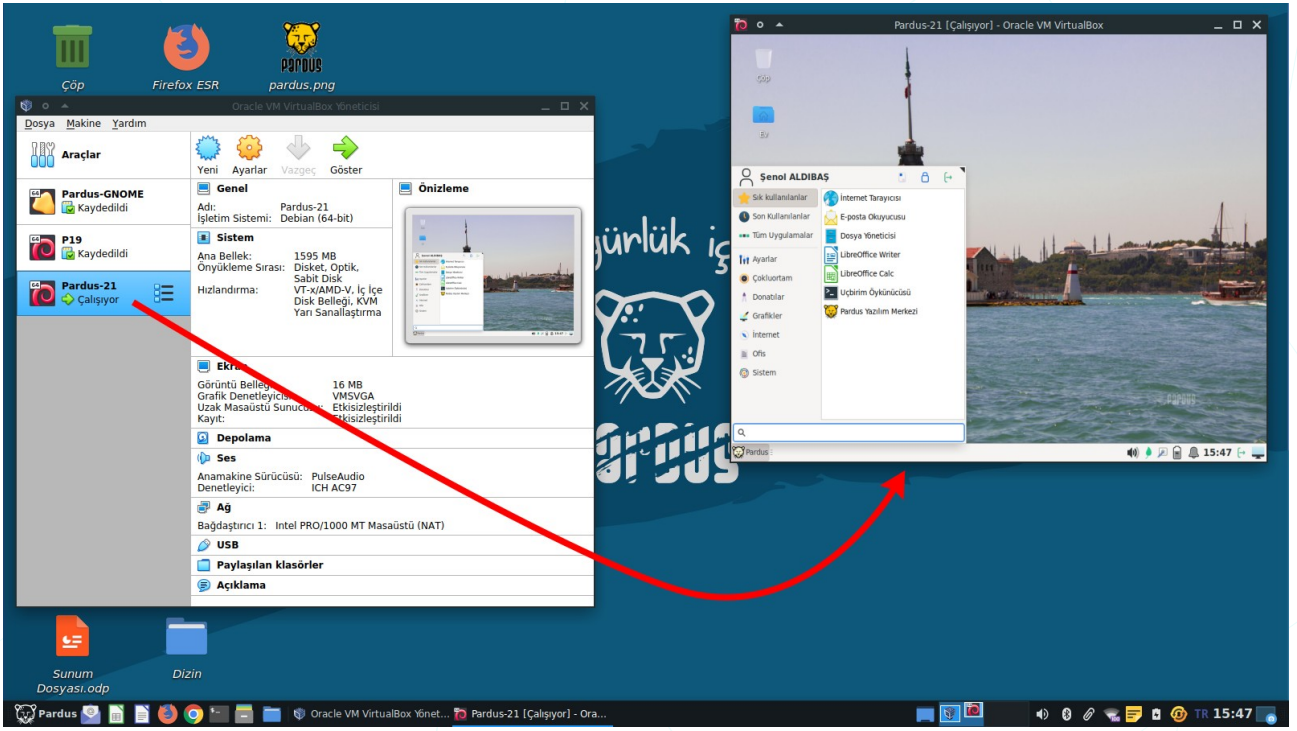 Çöp
Firefox ESR
PARDUS
pardus.png
Oracle VM VirtualBox Yöneticisi
Dosya Makine Yardım
Araçlar
Yeni Ayarlar Vazgeç Göster
Pardus-GNOME
Kaydedildi
P19
Kaydedildi
Pardus-21
Çalışıyor
Genel
Adı: Pardus-21
İşletim Sistemi: Debian (64-bit)
Sistem
Ana Bellek: 1595 MB
Önyükleme Sırası: Disket, Optik,
Sabit Disk
Hızlandırma: VT-x/AMD-V, İç İçe
Disk Belleği, KVM
Yarı Sanallaştırma
Önizleme
Görüntü 16 MB
Grafik VMSVGA
Uzak Masaüstü Etkisizleştirildi
Kayıt:
Depolama
Ses
Anamakine Sürücüsü: PulseAudio
Denetleyici: ICH AC97
Ağ
Bağdaştırıcı 1: Intel PRO/1000 MT Masaüstü (NAT)
USB
Paylaşılan klasörler
Açıklama
Pardus-21 [Çalışıyor] - Oracle VM VirtualBox
Çöp
Ev
Şenol ALDIBAŞ
Sık kullanılanlar
Son Kullanılanlar
Tüm Uygulamalar
Ayarlar
Çokluortam
Donatılar
Grafikler
İnternet
Ofis
Sistem
İnternet Tarayıcısı
E-posta Okuyucusu
Dosya Yöneticisi
LibreOffice Writer
LibreOffice Calc
Uçbirim Öykünücüsü
Pardus Yazılım Merkezi
PARDUS
Pardus
15:47
Sunum
Dosyası.odp
Dizin
Pardus
Oracle VM VirtualBox Yönet...
Pardus-21 [Çalışıyor] - Ora...
TR 15:47